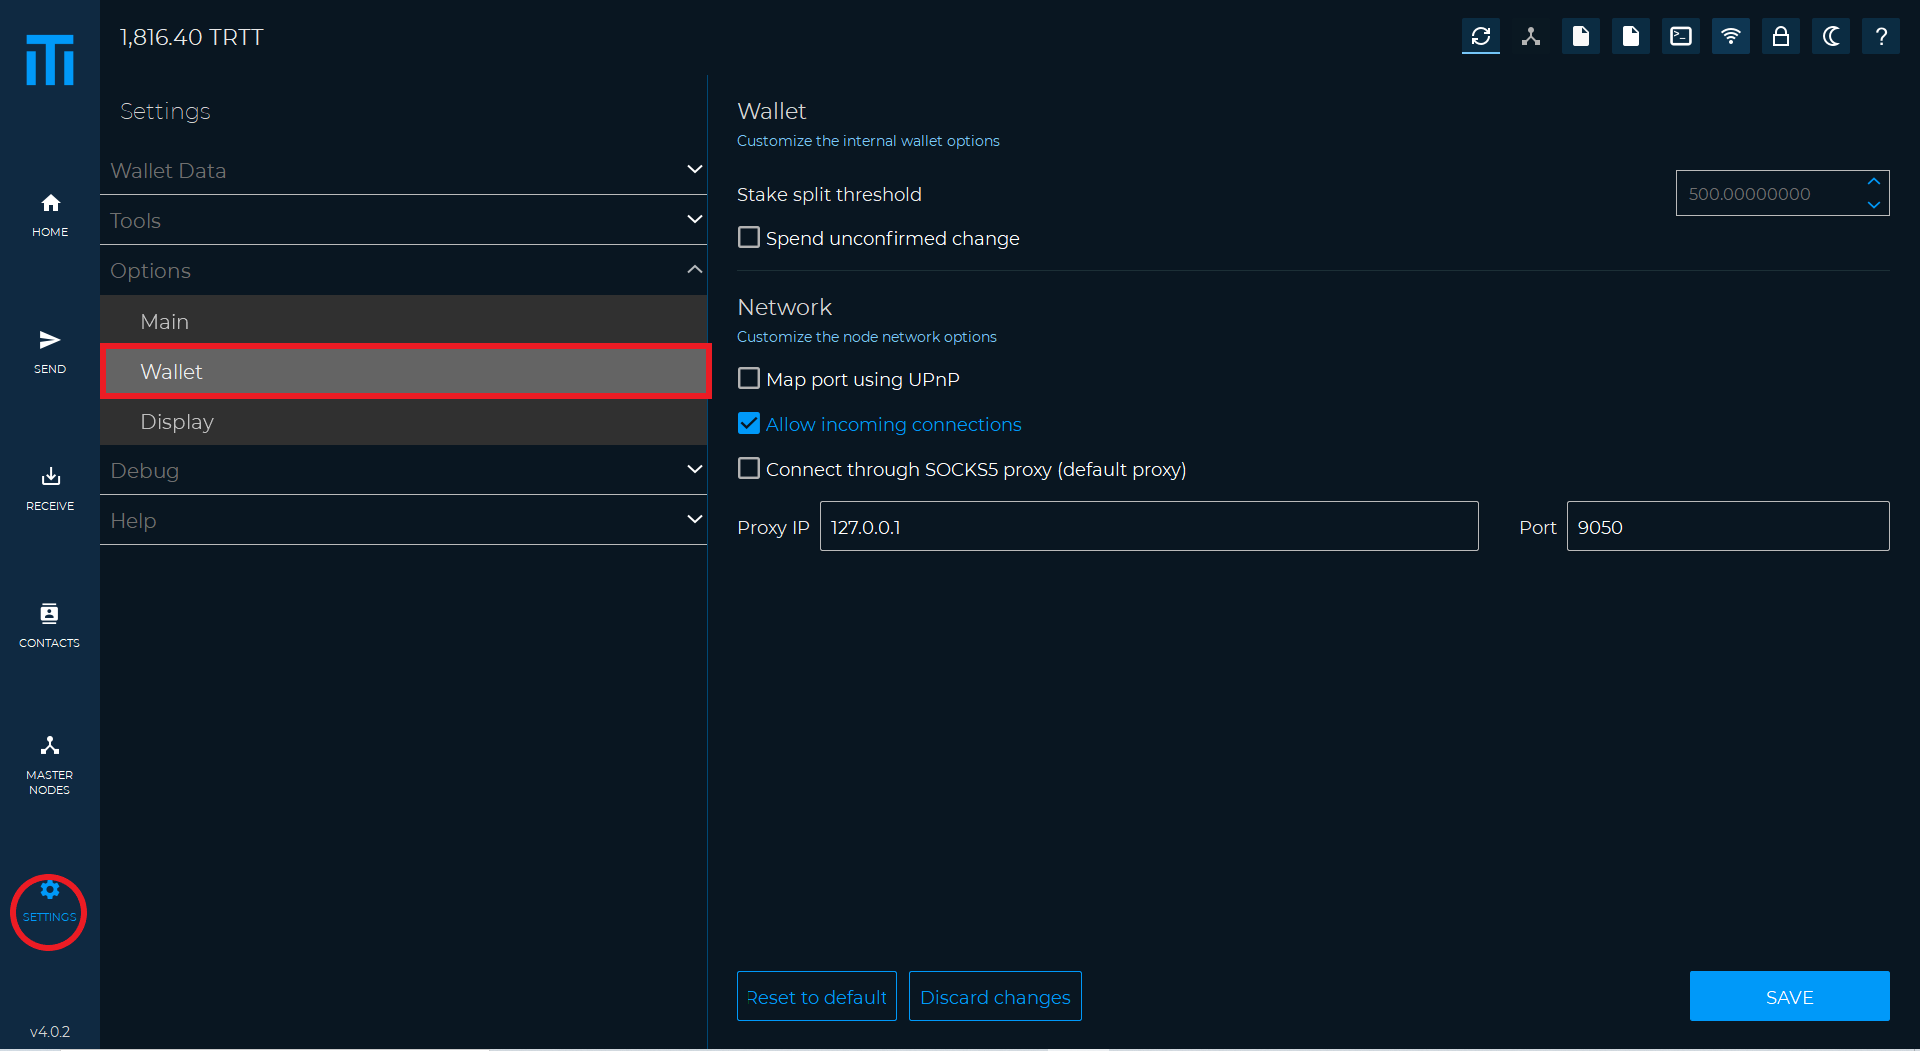 1,816.40 TRTT
HOME
SEND
RECEIVE
CONTACTS
MASTER
NODES
SETTINGS
v4.0.2
Settings
Wallet Data
Tools
Options
Main
Wallet
Display
Debug
Help
Wallet
Customize the internal wallet options
Stake split threshold
500.00000000
Spend unconfirmed change
Network
Customize the node network options
Map port using UPnP
Allow incoming connections
Connect through SOCKS5 proxy (default proxy)
Proxy IP 127.0.0.1 Port 9050
Reset to default Discard changes SAVE